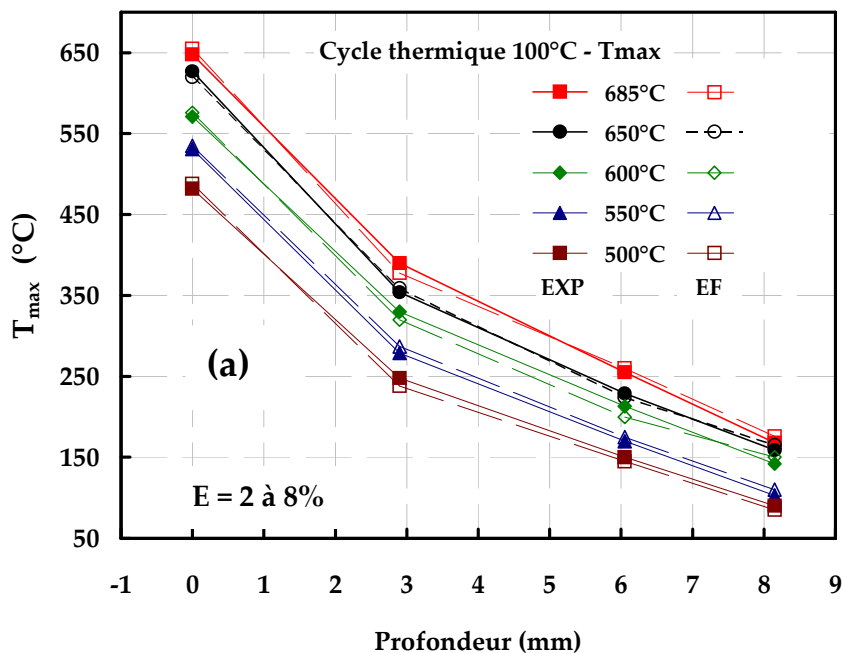 Cycle thermique 100°C - Tmax
685°C
650°C
600°C
550°C
500°C
EXP EF
(a)
E = 2 à 8%
T_max (°C)
650
550
450
350
250
150
50
-1 0 1 2 3 4 5 6 7 8 9
Profondeur (mm)